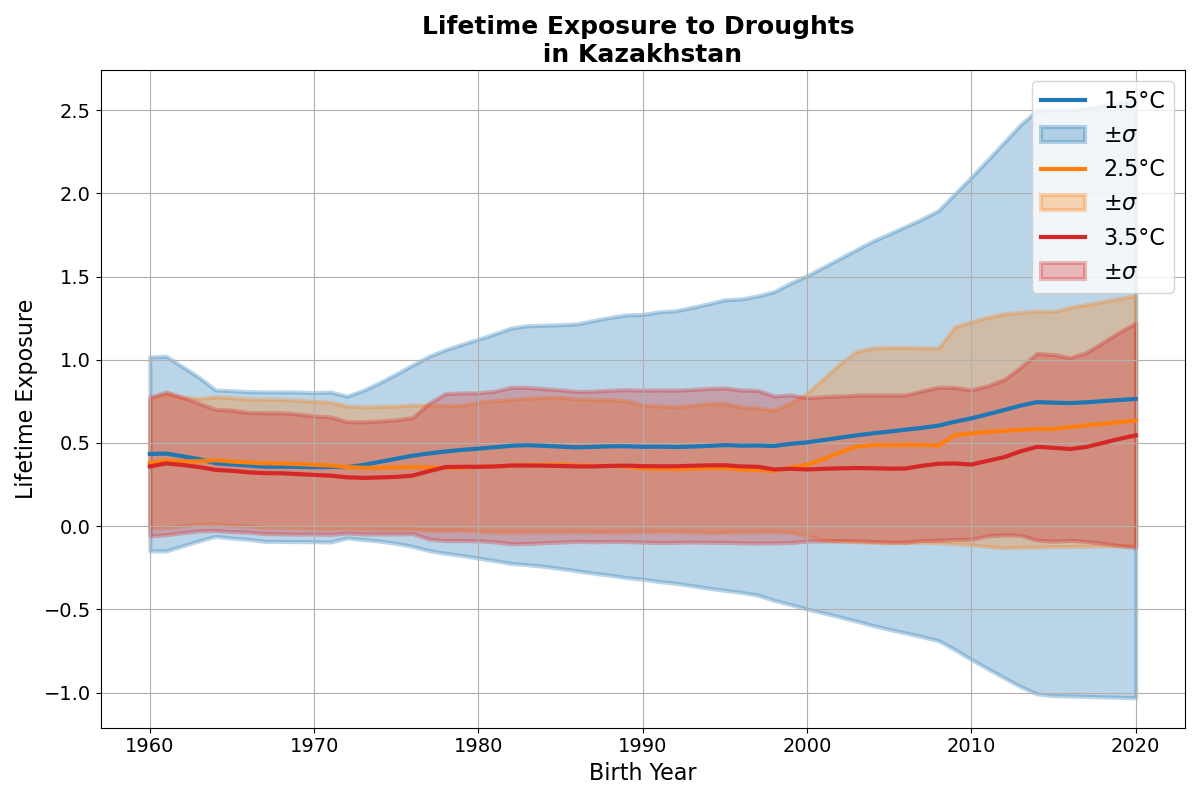 Lifetime Exposure to Droughts
in Kazakhstan
1.5°C
±σ
2.5°C
±σ
3.5°C
±σ
Lifetime Exposure
2.5
2.0
1.5
1.0
0.5
0.0
−0.5
−1.0
1960 1970 1980 1990 2000 2010 2020
Birth Year